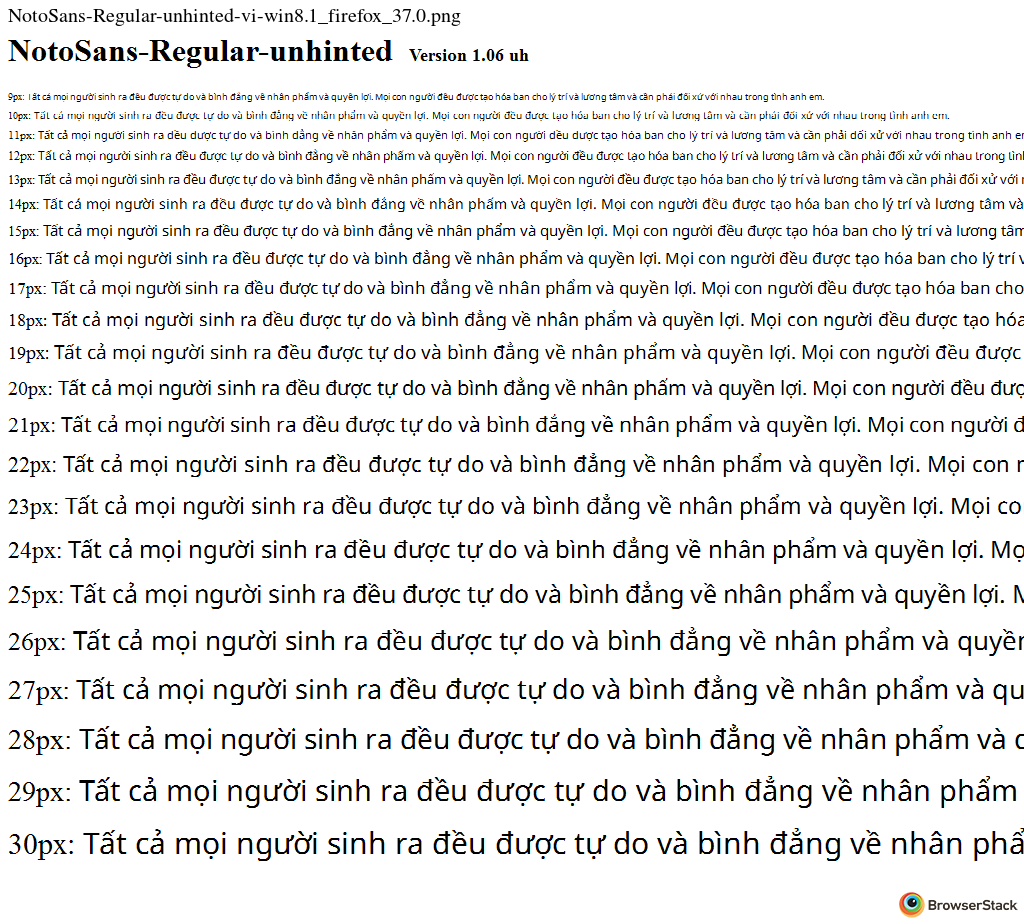 NotoSans-Regular-unhinted-vi-win8.1_firefox_37.0.png
NotoSans-Regular-unhinted Version 1.06 uh
9px: Tất cả mọi người sinh ra đều được tự do và bình đẳng về nhân phẩm và quyền lợi. Mọi con người đều được tạo hóa ban cho lý trí và lương tâm và cần phải đối xử với nhau trong tình anh em.
10px: Tất cả mọi người sinh ra đều được tự do và bình đẳng về nhân phẩm và quyền lợi. Mọi con người đều được tạo hóa ban cho lý trí và lương tâm và cần phải đối xử với nhau trong tình anh em.
11px: Tất cả mọi người sinh ra đều được tự do và bình đẳng về nhân phẩm và quyền lợi. Mọi con người đều được tạo hóa ban cho lý trí và lương tâm và cần phải đối xử với nhau trong tình anh
12px: Tất cả mọi người sinh ra đều được tự do và bình đẳng về nhân phẩm và quyền lợi. Mọi con người đều được tạo hóa ban cho lý trí và lương tâm và cần phải đối xử với nhau trong
13px: Tất cả mọi người sinh ra đều được tự do và bình đẳng về nhân phẩm và quyền lợi. Mọi con người đều được tạo hóa ban cho lý trí và lương tâm và cần phải đối xử với
14px: Tất cả mọi người sinh ra đều được tự do và bình đẳng về nhân phẩm và quyền lợi. Mọi con người đều được tạo hóa ban cho lý trí và lương tâm và
15px: Tất cả mọi người sinh ra đều được tự do và bình đẳng về nhân phẩm và quyền lợi. Mọi con người đều được tạo hóa ban cho lý trí và lương tâm
16px: Tất cả mọi người sinh ra đều được tự do và bình đẳng về nhân phẩm và quyền lợi. Mọi con người đều được tạo hóa ban cho lý trí
17px: Tất cả mọi người sinh ra đều được tự do và bình đẳng về nhân phẩm và quyền lợi. Mọi con người đều được tạo hóa ban cho
18px: Tất cả mọi người sinh ra đều được tự do và bình đẳng về nhân phẩm và quyền lợi. Mọi con người đều được tạo hóa
19px: Tất cả mọi người sinh ra đều được tự do và bình đẳng về nhân phẩm và quyền lợi. Mọi con người đều được
20px: Tất cả mọi người sinh ra đều được tự do và bình đẳng về nhân phẩm và quyền lợi. Mọi con người đều
21px: Tất cả mọi người sinh ra đều được tự do và bình đẳng về nhân phẩm và quyền lợi. Mọi con người
22px: Tất cả mọi người sinh ra đều được tự do và bình đẳng về nhân phẩm và quyền lợi. Mọi con
23px: Tất cả mọi người sinh ra đều được tự do và bình đẳng về nhân phẩm và quyền lợi. Mọi co
24px: Tất cả mọi người sinh ra đều được tự do và bình đẳng về nhân phẩm và quyền lợi. Mọ
25px: Tất cả mọi người sinh ra đều được tự do và bình đẳng về nhân phẩm và quyền lợi.
26px: Tất cả mọi người sinh ra đều được tự do và bình đẳng về nhân phẩm và quyền
27px: Tất cả mọi người sinh ra đều được tự do và bình đẳng về nhân phẩm và qu
28px: Tất cả mọi người sinh ra đều được tự do và bình đẳng về nhân phẩm và
29px: Tất cả mọi người sinh ra đều được tự do và bình đẳng về nhân phẩm
30px: Tất cả mọi người sinh ra đều được tự do và bình đẳng về nhân phẩ
BrowserStack